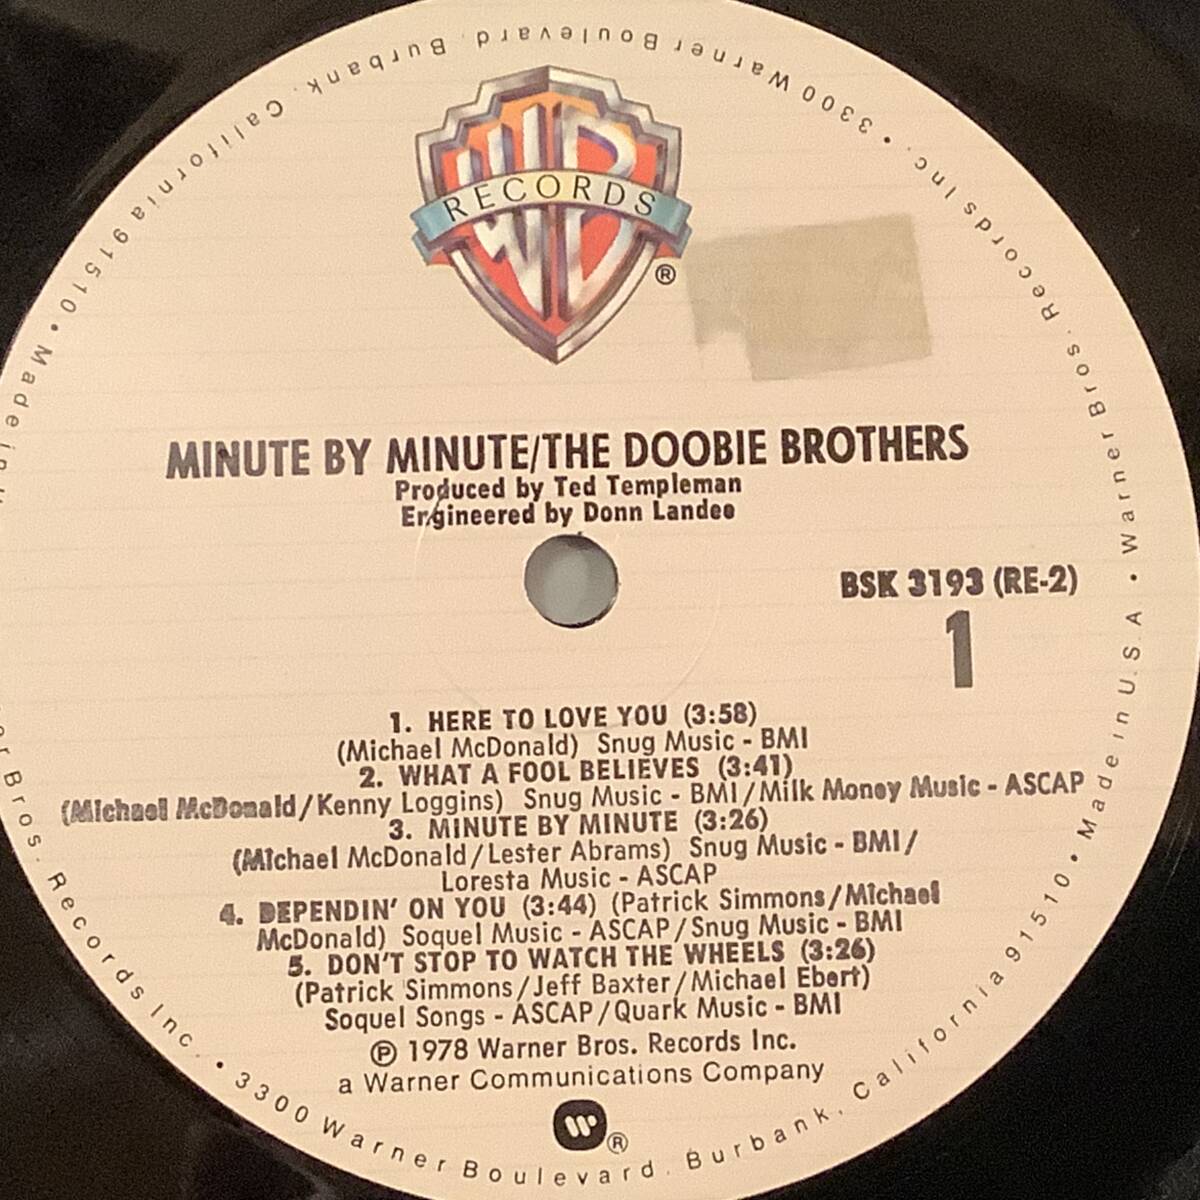 WB
RECORDS
®
MINUTE BY MINUTE/THE DOOBIE BROTHERS
Produced by Ted Templeman
Engineered by Donn Landee
BSK 3193 (RE-2)
1
1. HERE TO LOVE YOU (3:58)
(Michael McDonald) Snug Music - BMI
2. WHAT A FOOL BELIEVES (3:41)
(Michael McDonald/Kenny Loggins) Snug Music - BMI/Milk Money Music - ASCAP
3. MINUTE BY MINUTE (3:26)
(Michael McDonald/Lester Abrams) Snug Music - BMI/
Loresta Music - ASCAP
4. DEPENDIN' ON YOU (3:44) (Patrick Simmons/Michael
McDonald) Soquel Music - ASCAP/Snug Music - BMI
5. DON'T STOP TO WATCH THE WHEELS (3:26)
(Patrick Simmons/Jeff Baxter/Michael Ebert)
Soquel Songs - ASCAP/Quark Music - BMI
℗ 1978 Warner Bros. Records Inc.
a Warner Communications Company
®
Bros. Records Inc. • 3300 Warner Boulevard. Burbank, California 91510 • Made in U.S.A. • Warner Bros. Records Inc. • 3300 Warner Boulevard. Burbank, California 91510 • Made in